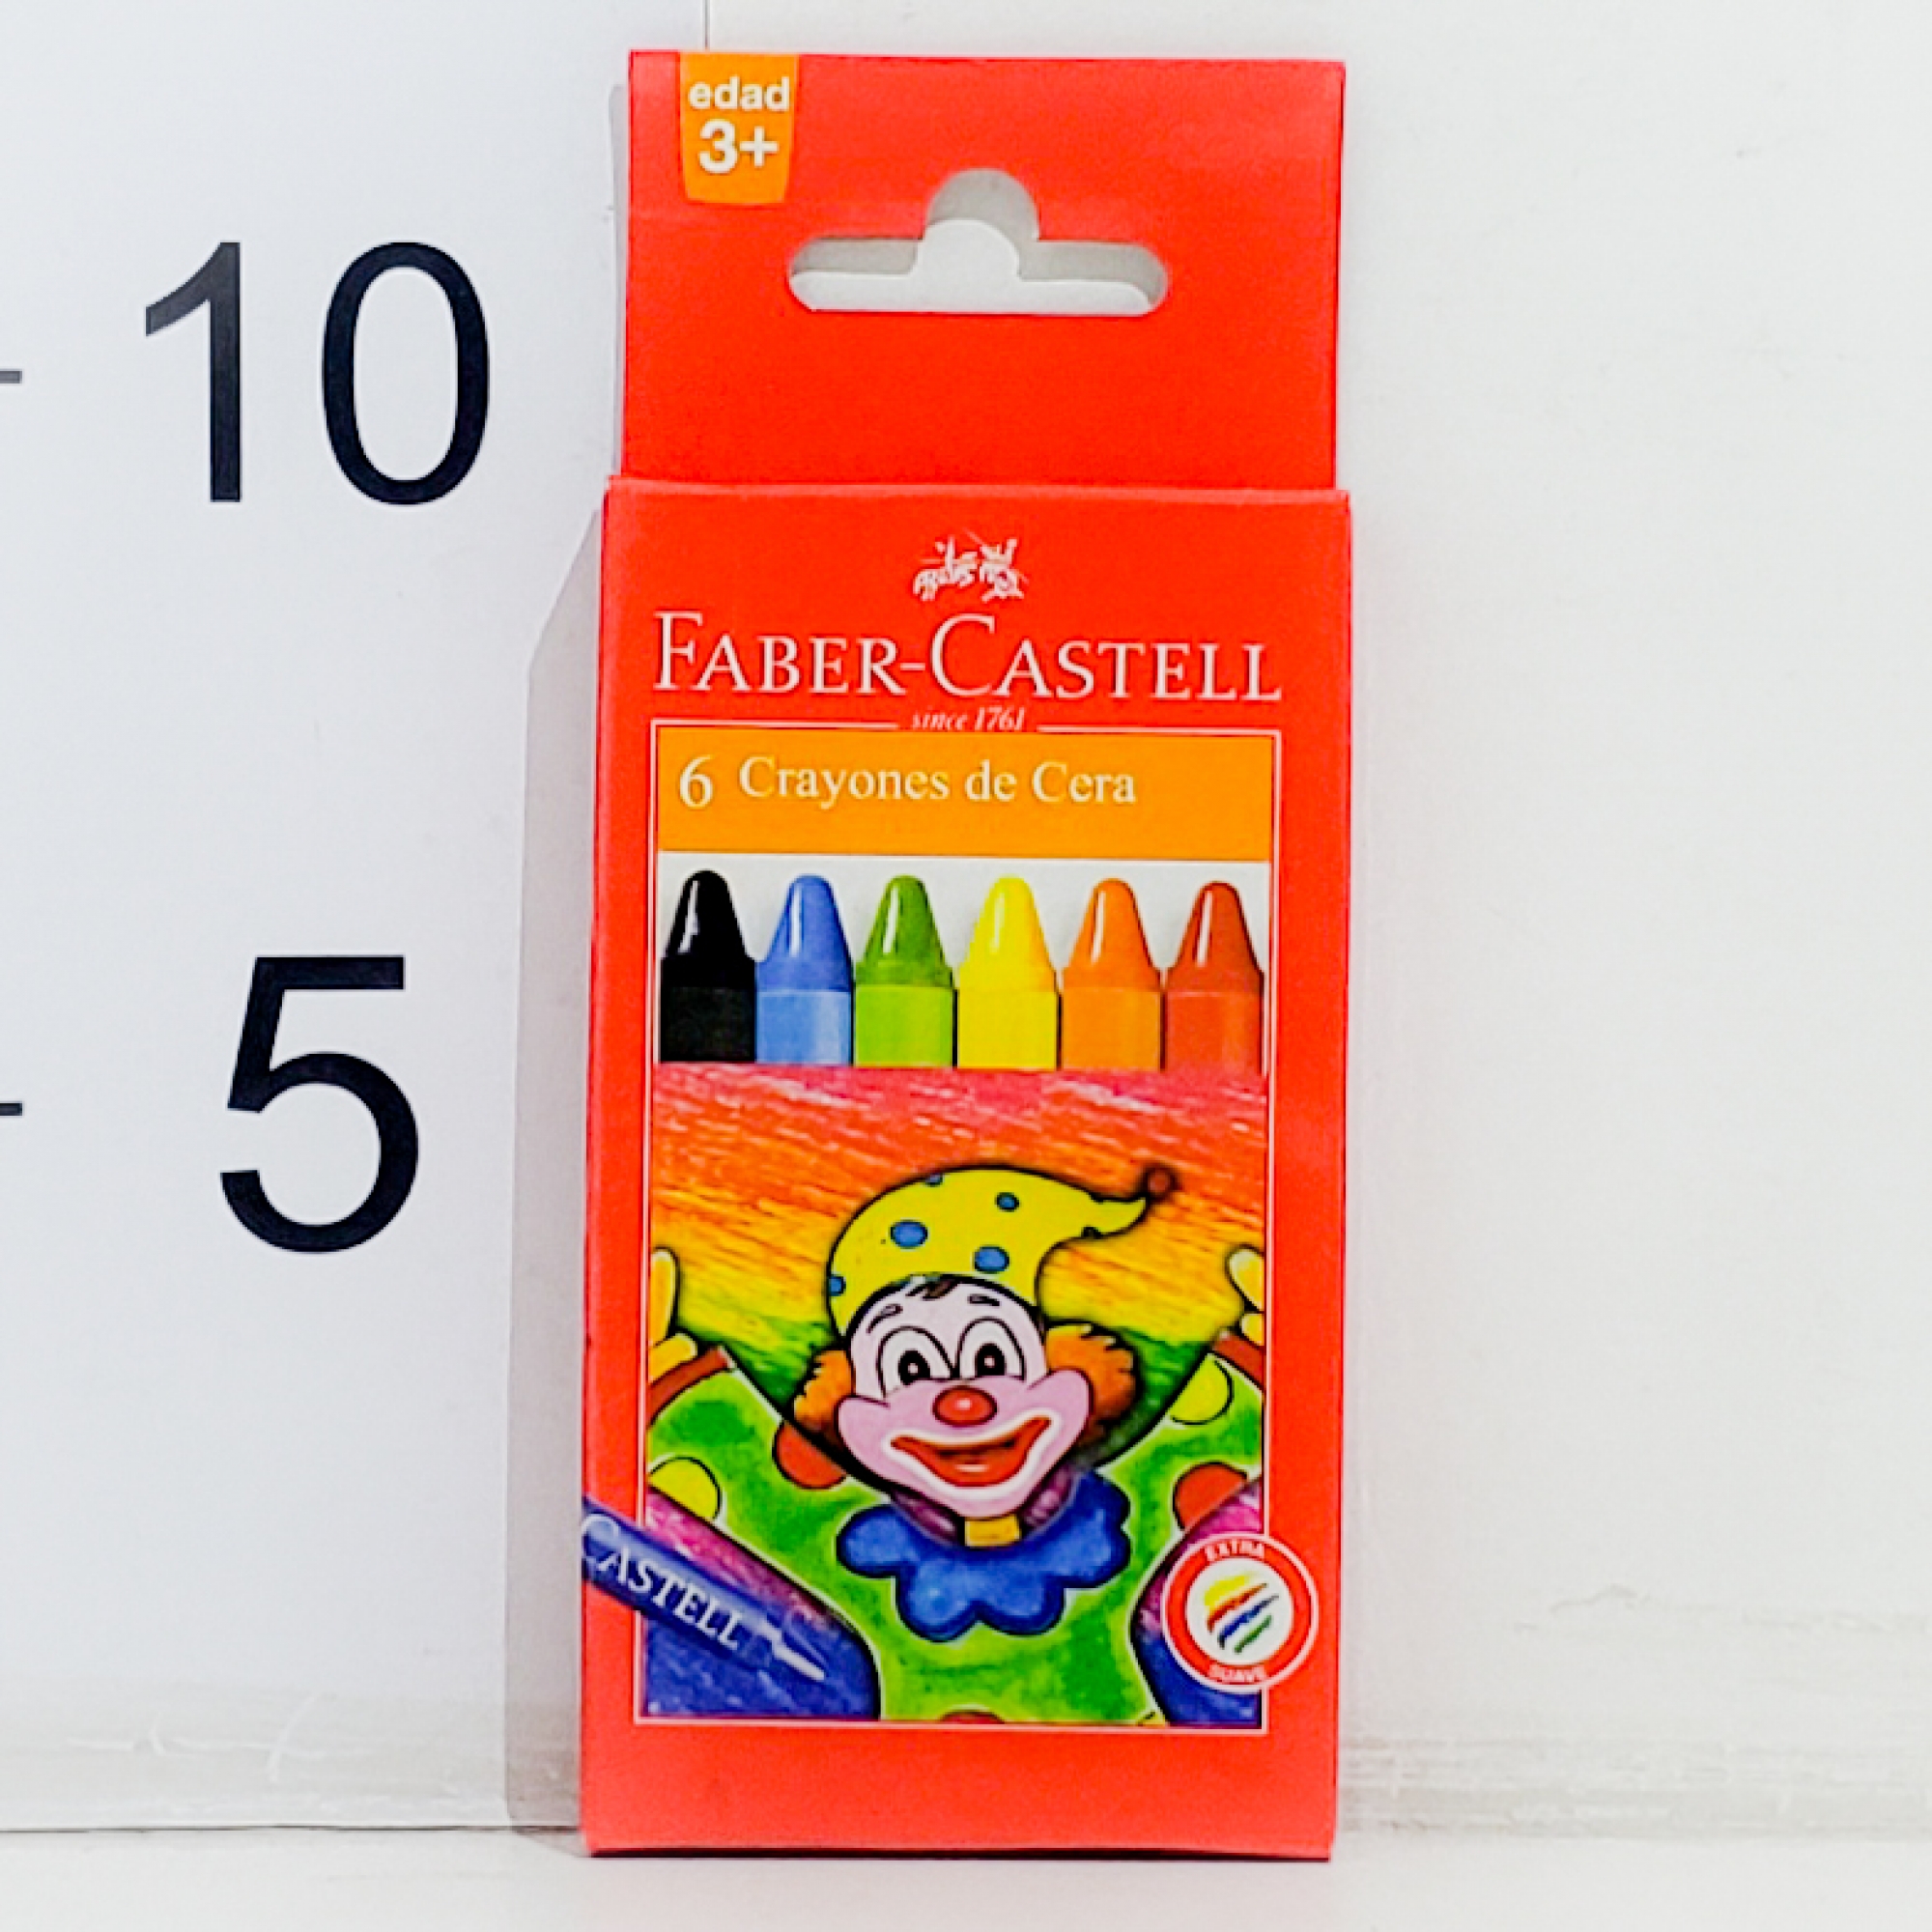 edad
3+
10
FABER-CASTELL
since 1761
6 Crayones de Cera
5
CASTELL
EXTRA
SUAVE